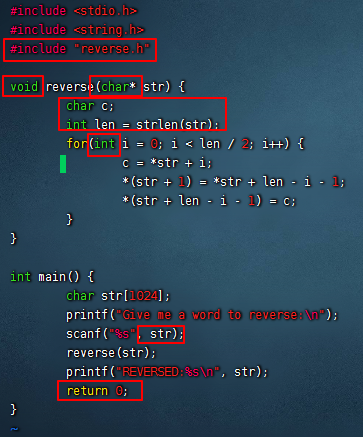 #include <stdio.h>
#include <string.h>
#include "reverse.h"
void reverse(char* str) {
char c;
int len = strlen(str);
for(int i = 0; i < len / 2; i++) {
c = *str + i;
*(str + 1) = *str + len - i - 1;
*(str + len - i - 1) = c;
}
}
int main() {
char str[1024];
printf("Give me a word to reverse:\n");
scanf("%s", str);
reverse(str);
printf("REVERSED:%s\n", str);
return 0;
}
~